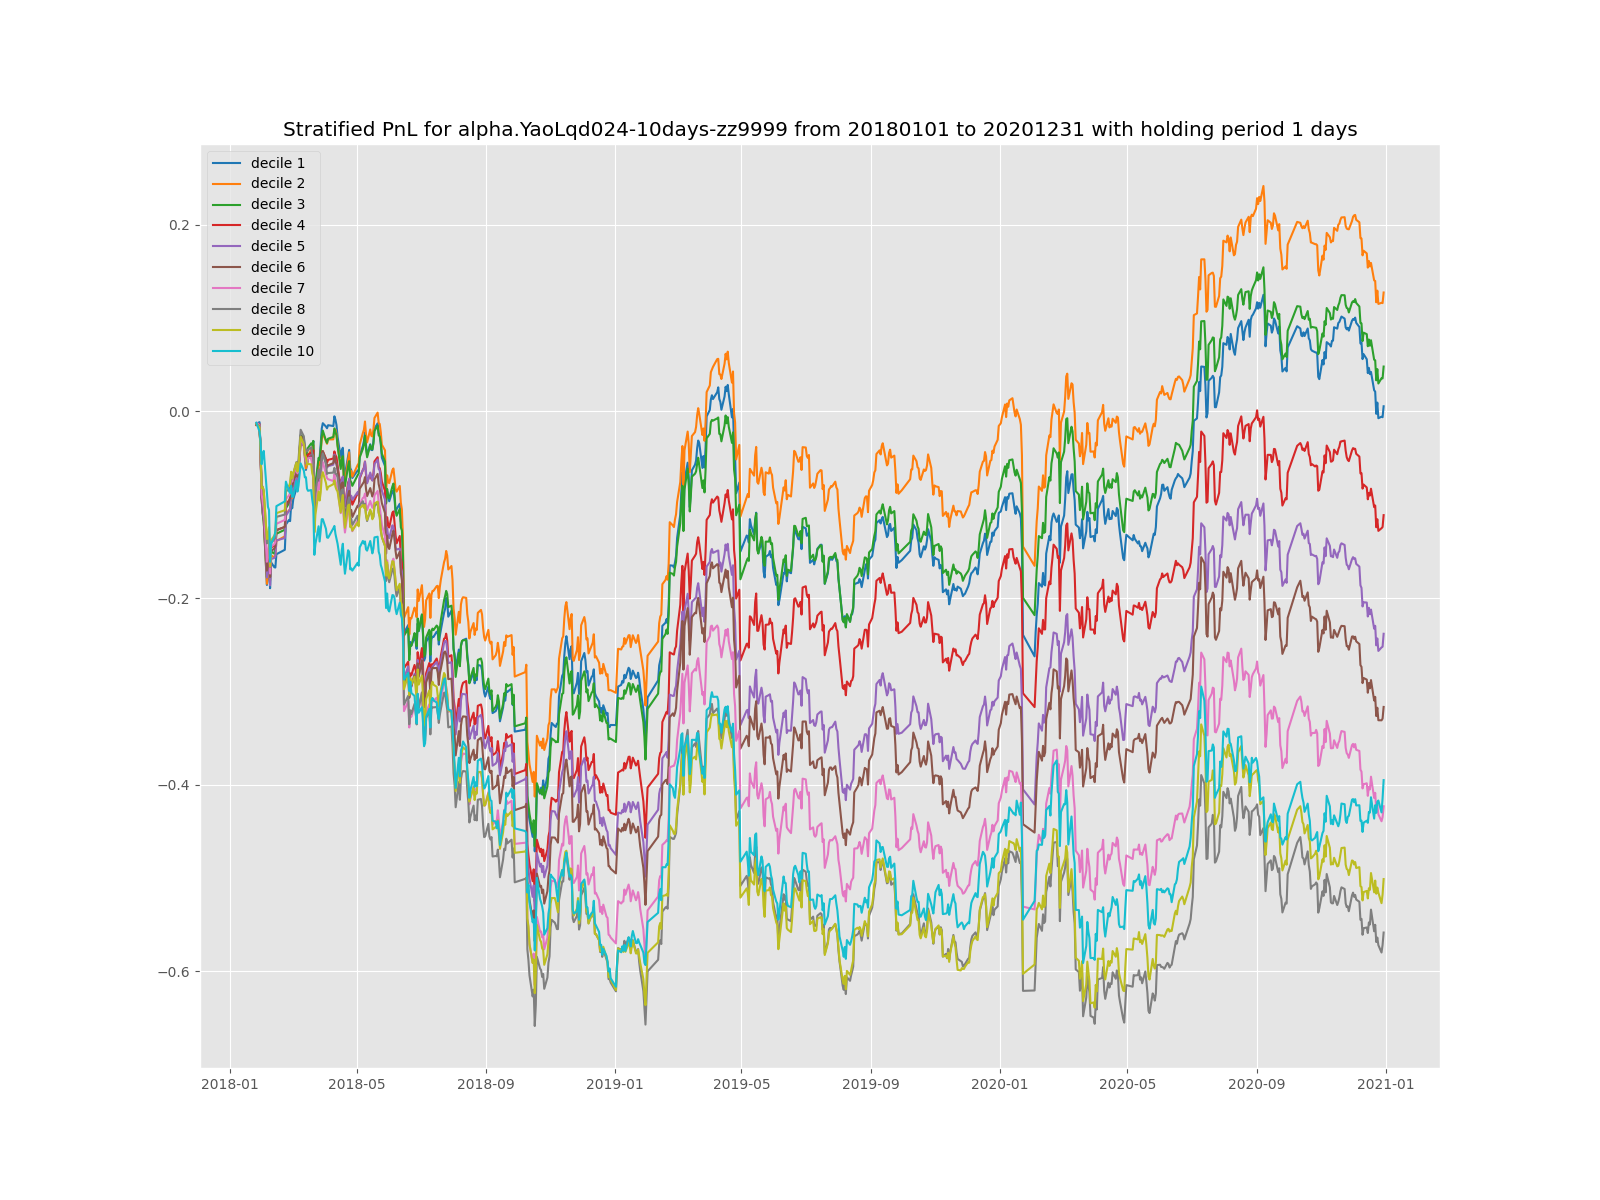 Stratified PnL for alpha.YaoLqd024-10days-zz9999 from 20180101 to 20201231 with holding period 1 days
decile 1
decile 2
decile 3
decile 4
decile 5
decile 6
decile 7
decile 8
decile 9
decile 10
0.2
0.0
−0.2
−0.4
−0.6
2018-01 2018-05 2018-09 2019-01 2019-05 2019-09 2020-01 2020-05 2020-09 2021-01